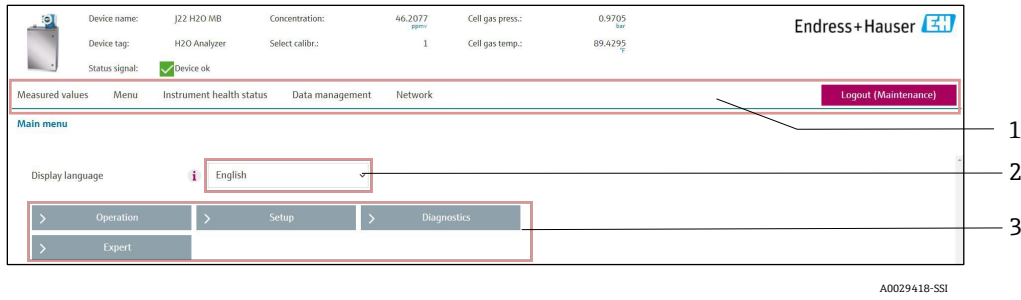 Device name: J22 H2O MB Concentration: 46.2077 ppmv Cell gas press.: 0.9705 bar
Endress+Hauser EH
Device tag: H2O Analyzer Select calibr.: 1 Cell gas temp.: 89.4295 °F
Status signal: Device ok
Measured values Menu Instrument health status Data management Network Logout (Maintenance)
1
Main menu
Display language i English
2
> Operation > Setup > Diagnostics
3
> Expert
A0029418-SSI